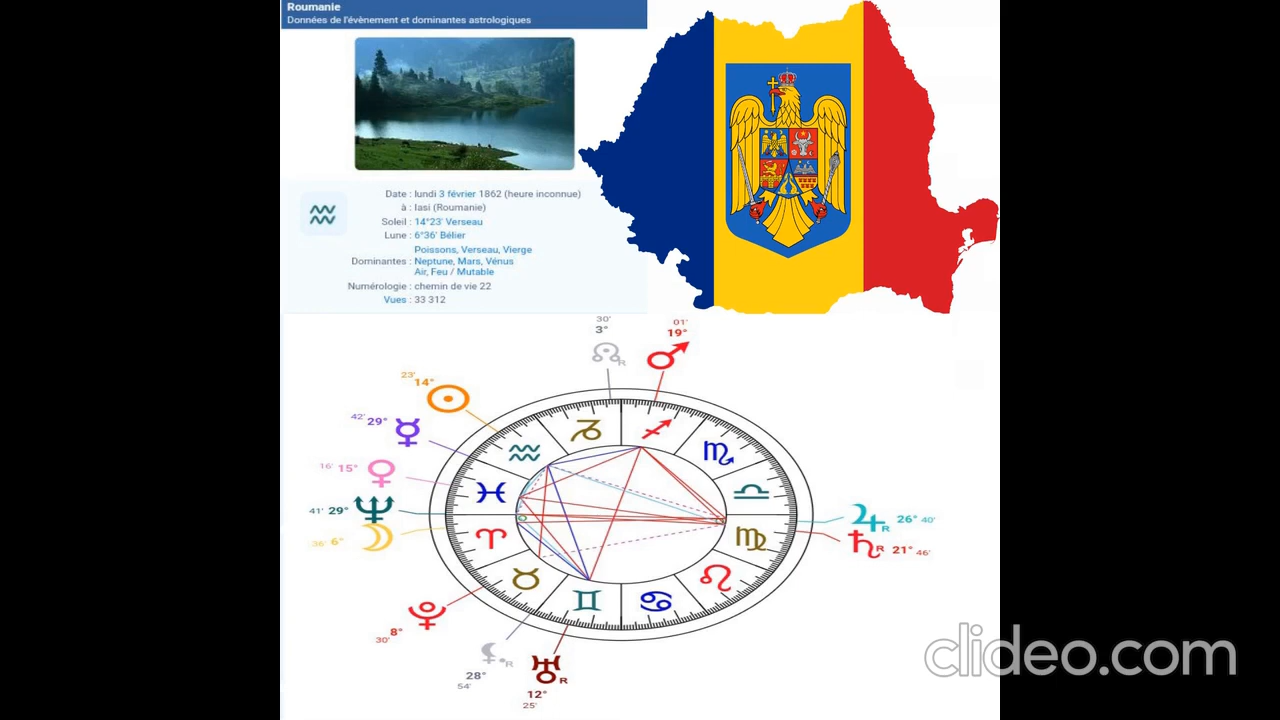 Roumanie
Données de l'évènement et dominantes astrologiques
Date : lundi 3 février 1862 (heure inconnue)
à : Iasi (Roumanie)
Soleil : 14°23' Verseau
Lune : 6°36' Bélier
Poissons, Verseau, Vierge
Dominantes : Neptune, Mars, Vénus
Air, Feu / Mutable
Numérologie : chemin de vie 22
Vues : 33 312
30'
3°
R
01'
19°
23'
14°
42' 29°
16' 15°
41' 29°
36' 6°
R 26° 40'
R 21° 46'
30' 8°
R
28°
54'
R
12°
25'
clideo.com